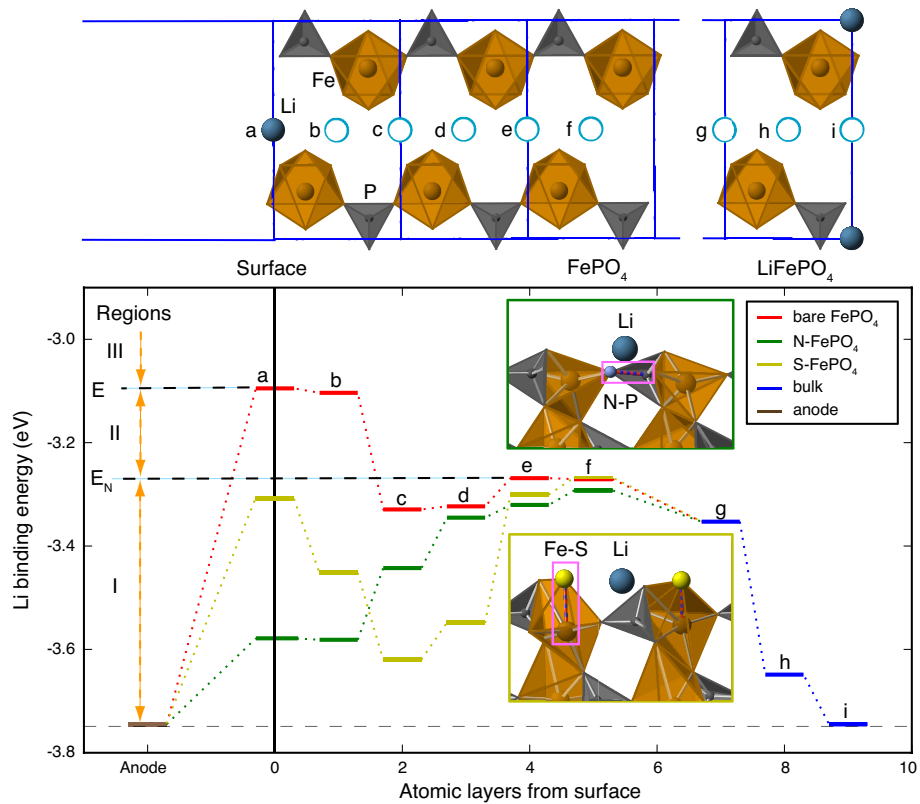 Fe
Li
a
b
c
d
e
f
g
h
i
P
Surface
FePO4
LiFePO4
Regions
III
E
II
EN
I
a
b
c
d
e
f
g
h
i
Li
N-P
Fe-S
Li
bare FePO4
N-FePO4
S-FePO4
bulk
anode
Li binding energy (eV)
-3.0
-3.2
-3.4
-3.6
-3.8
Anode
0
2
4
6
8
10
Atomic layers from surface